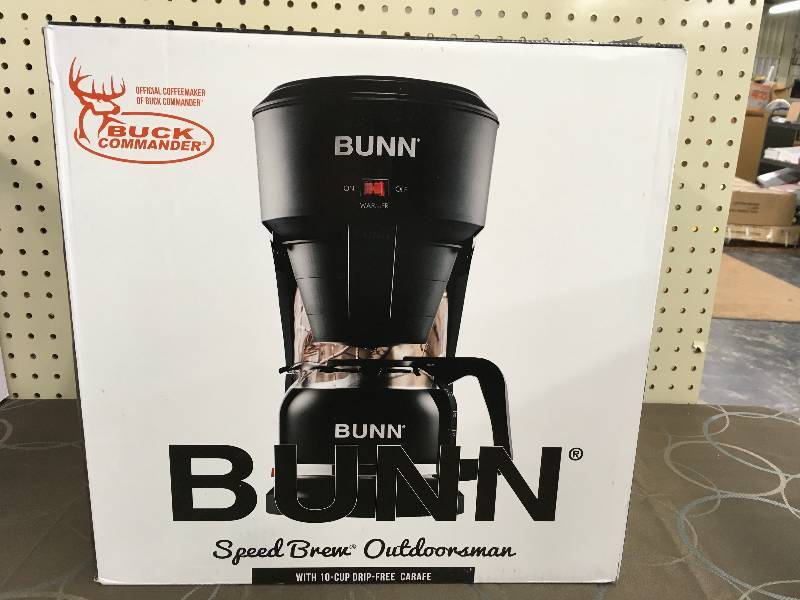 OFFICIAL COFFEEMAKER
OF BUCK COMMANDER®
BUCK
COMMANDER®
BUNN®
ON OFF
WARMER
BUNN®
BUNN®
Speed Brew® Outdoorsman
WITH 10-CUP DRIP-FREE CARAFE